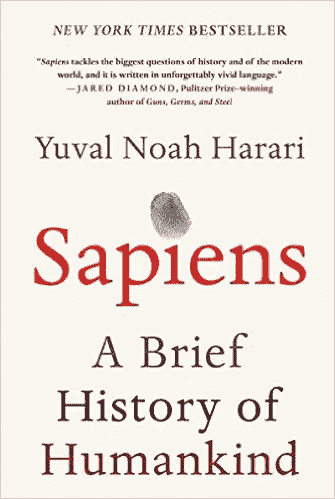 NEW YORK TIMES BESTSELLER
"Sapiens tackles the biggest questions of history and of the modern
world, and it is written in unforgettably vivid language."
—JARED DIAMOND, Pulitzer Prize–winning
author of Guns, Germs, and Steel
Yuval Noah Harari
Sapiens
A Brief
History of
Humankind